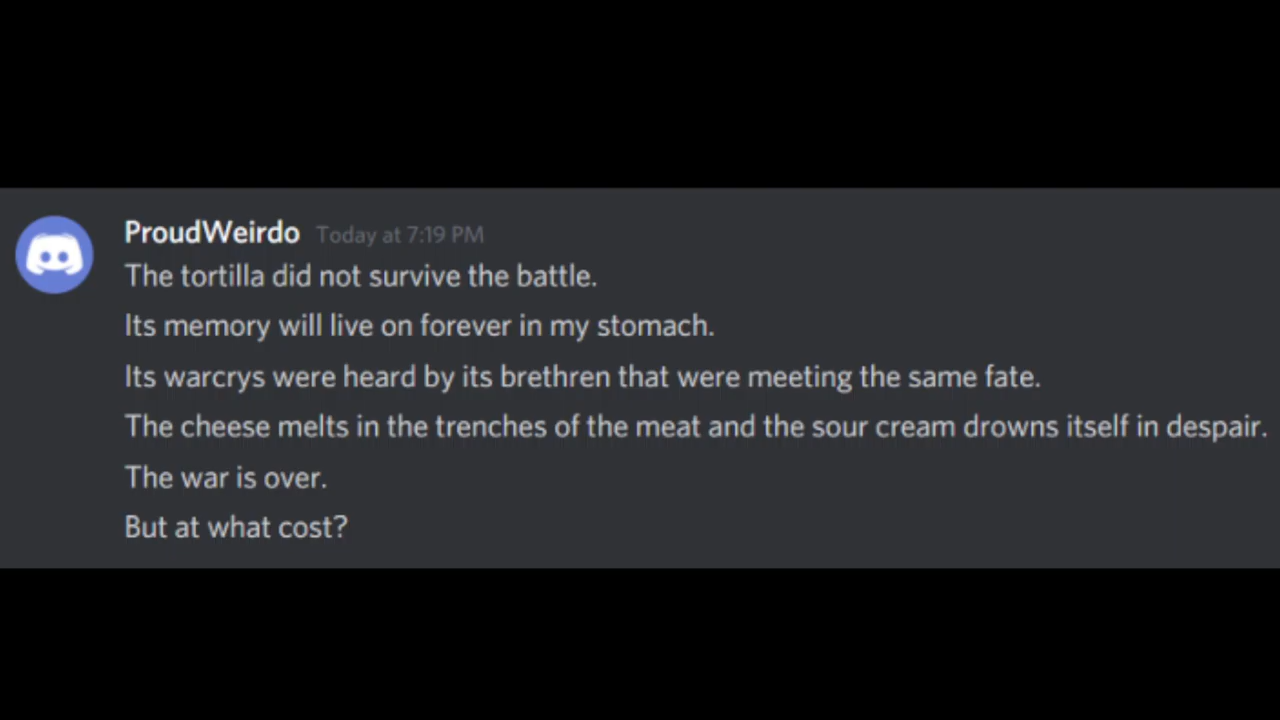 ProudWeirdo Today at 7:19 PM
The tortilla did not survive the battle.
Its memory will live on forever in my stomach.
Its warcrys were heard by its brethren that were meeting the same fate.
The cheese melts in the trenches of the meat and the sour cream drowns itself in despair.
The war is over.
But at what cost?